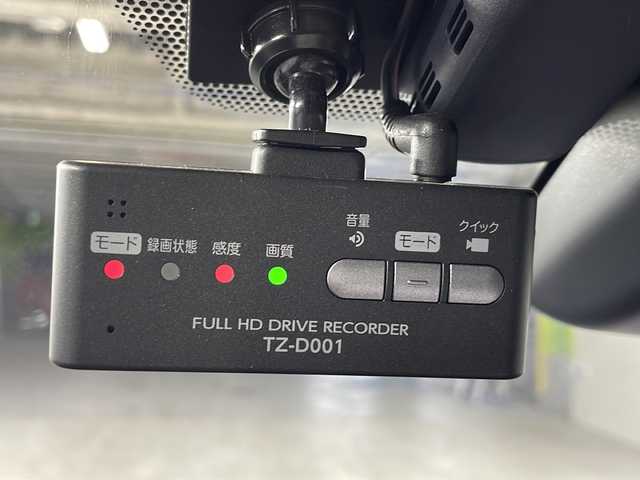 モード 録画状態 感度 画質
音量 モード クイック
FULL HD DRIVE RECORDER
TZ-D001